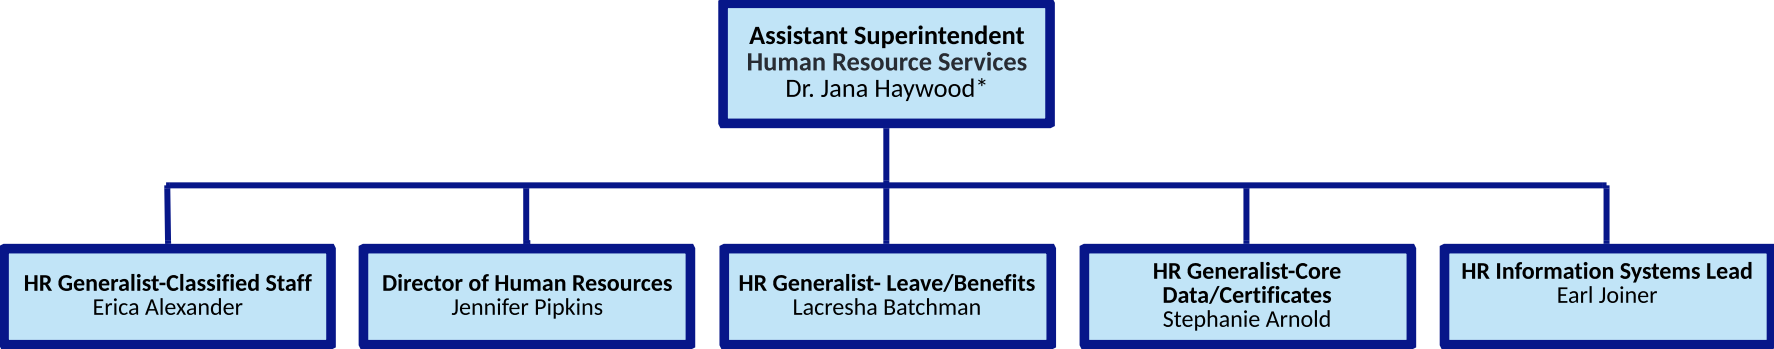 Assistant Superintendent
Human Resource Services
Dr. Jana Haywood*
HR Generalist-Classified Staff
Erica Alexander
Director of Human Resources
Jennifer Pipkins
HR Generalist- Leave/Benefits
Lacresha Batchman
HR Generalist-Core
Data/Certificates
Stephanie Arnold
HR Information Systems Lead
Earl Joiner